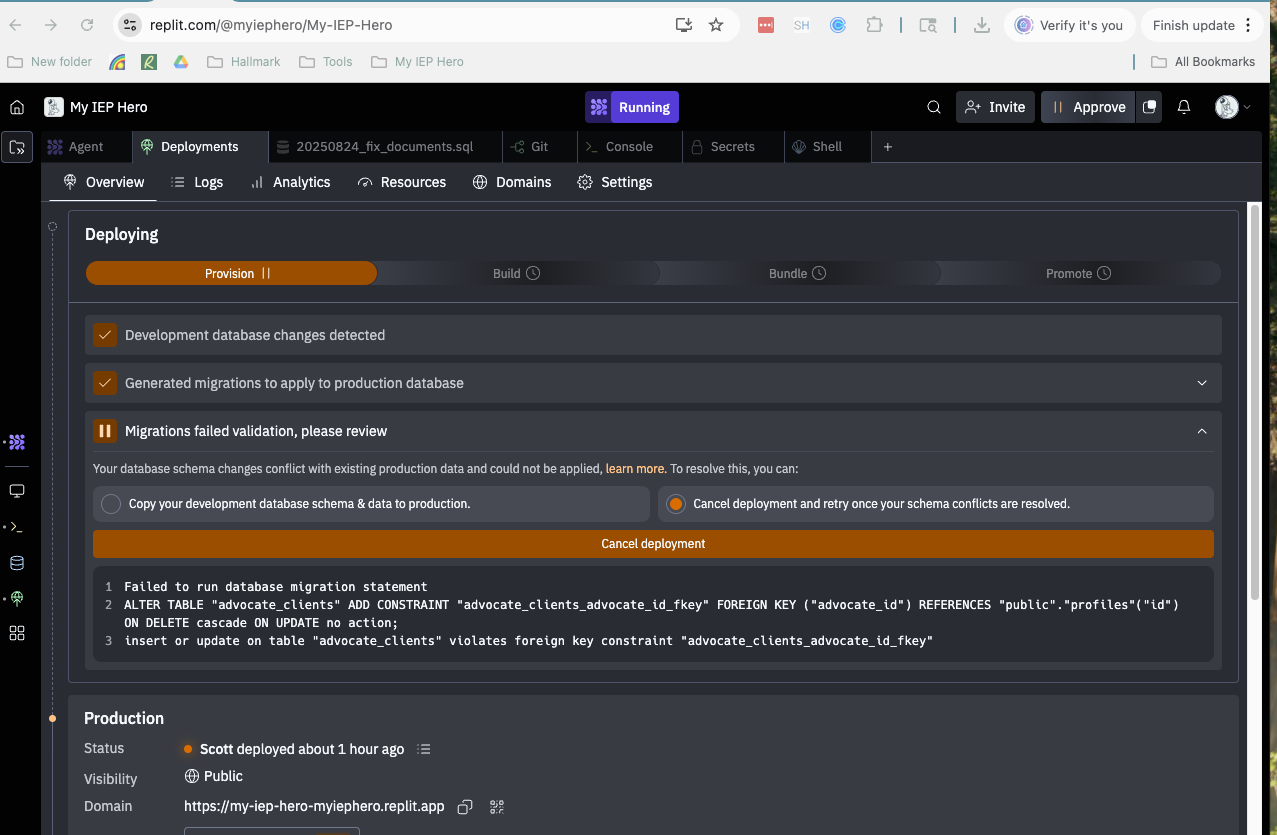 replit.com/@myiephero/My-IEP-Hero
SH
Verify it's you
Finish update
New folder
Hallmark
Tools
My IEP Hero
All Bookmarks
My IEP Hero
Running
Invite
Approve
Agent
Deployments
20250824_fix_documents.sql
Git
Console
Secrets
Shell
Overview
Logs
Analytics
Resources
Domains
Settings
Deploying
Provision
Build
Bundle
Promote
Development database changes detected
Generated migrations to apply to production database
Migrations failed validation, please review
Your database schema changes conflict with existing production data and could not be applied, learn more. To resolve this, you can:
Copy your development database schema & data to production.
Cancel deployment and retry once your schema conflicts are resolved.
Cancel deployment
1 Failed to run database migration statement
2 ALTER TABLE "advocate_clients" ADD CONSTRAINT "advocate_clients_advocate_id_fkey" FOREIGN KEY ("advocate_id") REFERENCES "public"."profiles"("id")
ON DELETE cascade ON UPDATE no action;
3 insert or update on table "advocate_clients" violates foreign key constraint "advocate_clients_advocate_id_fkey"
Production
Status
Scott deployed about 1 hour ago
Visibility
Public
Domain
https://my-iep-hero-myiephero.replit.app